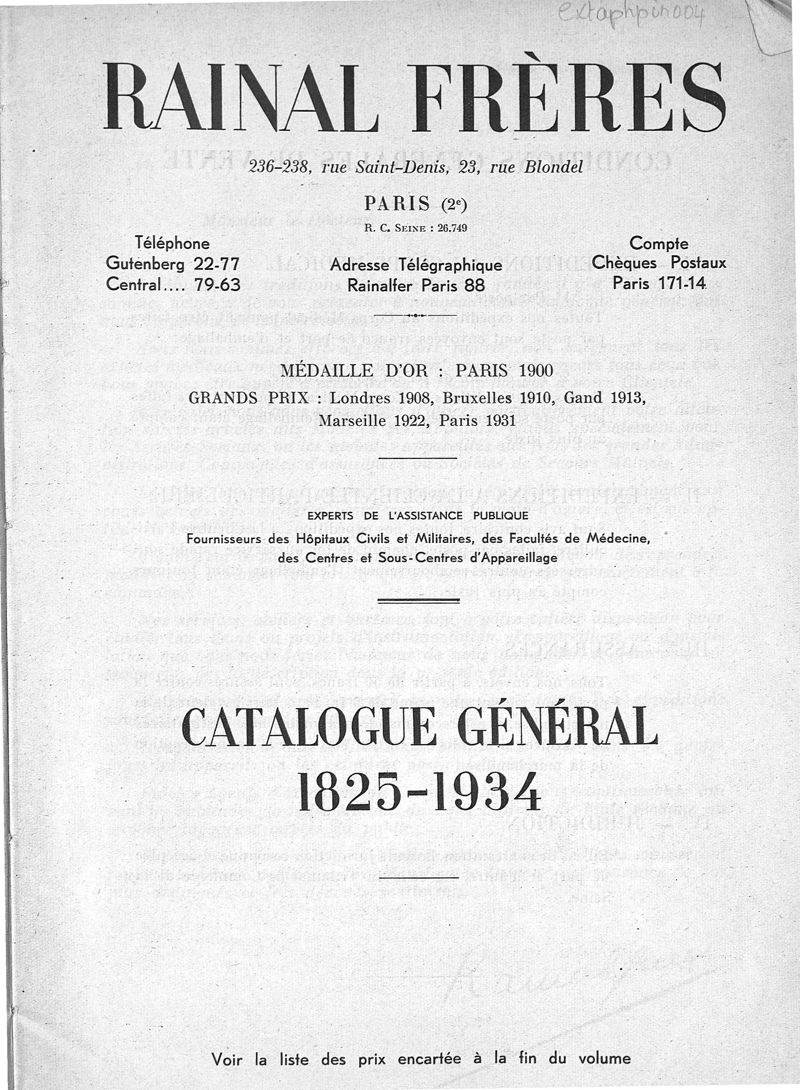 extaphpin004
RAINAL FRÈRES
236-238, rue Saint-Denis, 23, rue Blondel
PARIS (2e)
R. C. SEINE : 26.749
Téléphone
Gutenberg 22-77
Central.... 79-63
Adresse Télégraphique
Rainalfer Paris 88
Compte
Chèques Postaux
Paris 171-14
MÉDAILLE D'OR : PARIS 1900
GRANDS PRIX : Londres 1908, Bruxelles 1910, Gand 1913,
Marseille 1922, Paris 1931
EXPERTS DE L'ASSISTANCE PUBLIQUE
Fournisseurs des Hôpitaux Civils et Militaires, des Facultés de Médecine,
des Centres et Sous-Centres d'Appareillage
CATALOGUE GÉNÉRAL
1825-1934
Voir la liste des prix encartée à la fin du volume